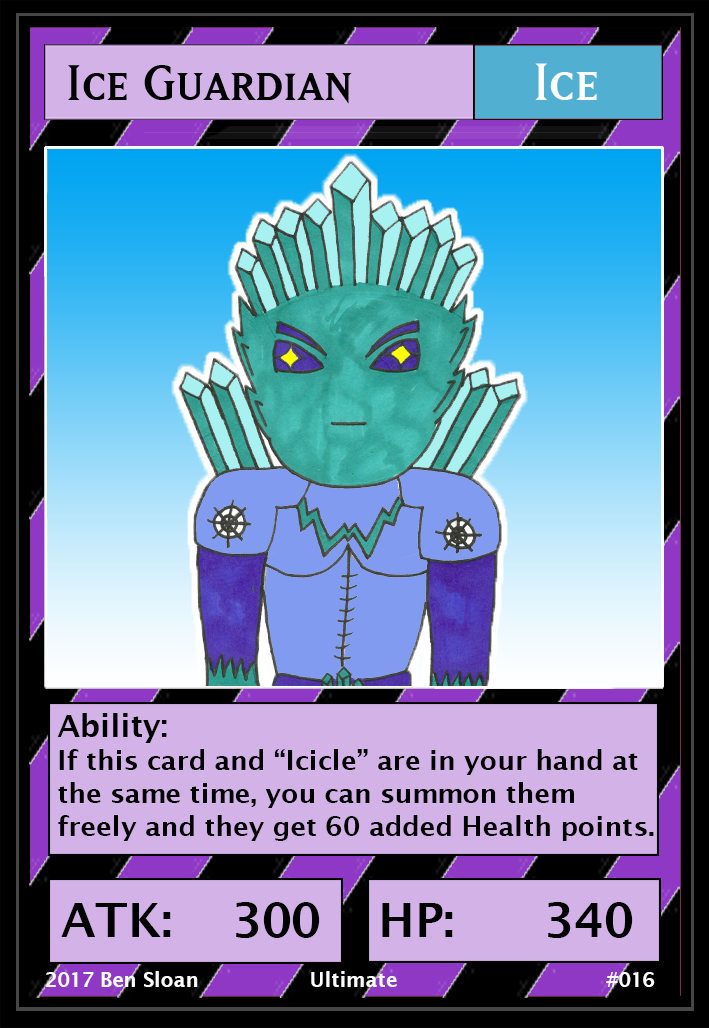 Ice Guardian
Ice
Ability:
If this card and “Icicle” are in your hand at
the same time, you can summon them
freely and they get 60 added Health points.
ATK: 300
HP: 340
2017 Ben Sloan
Ultimate
#016